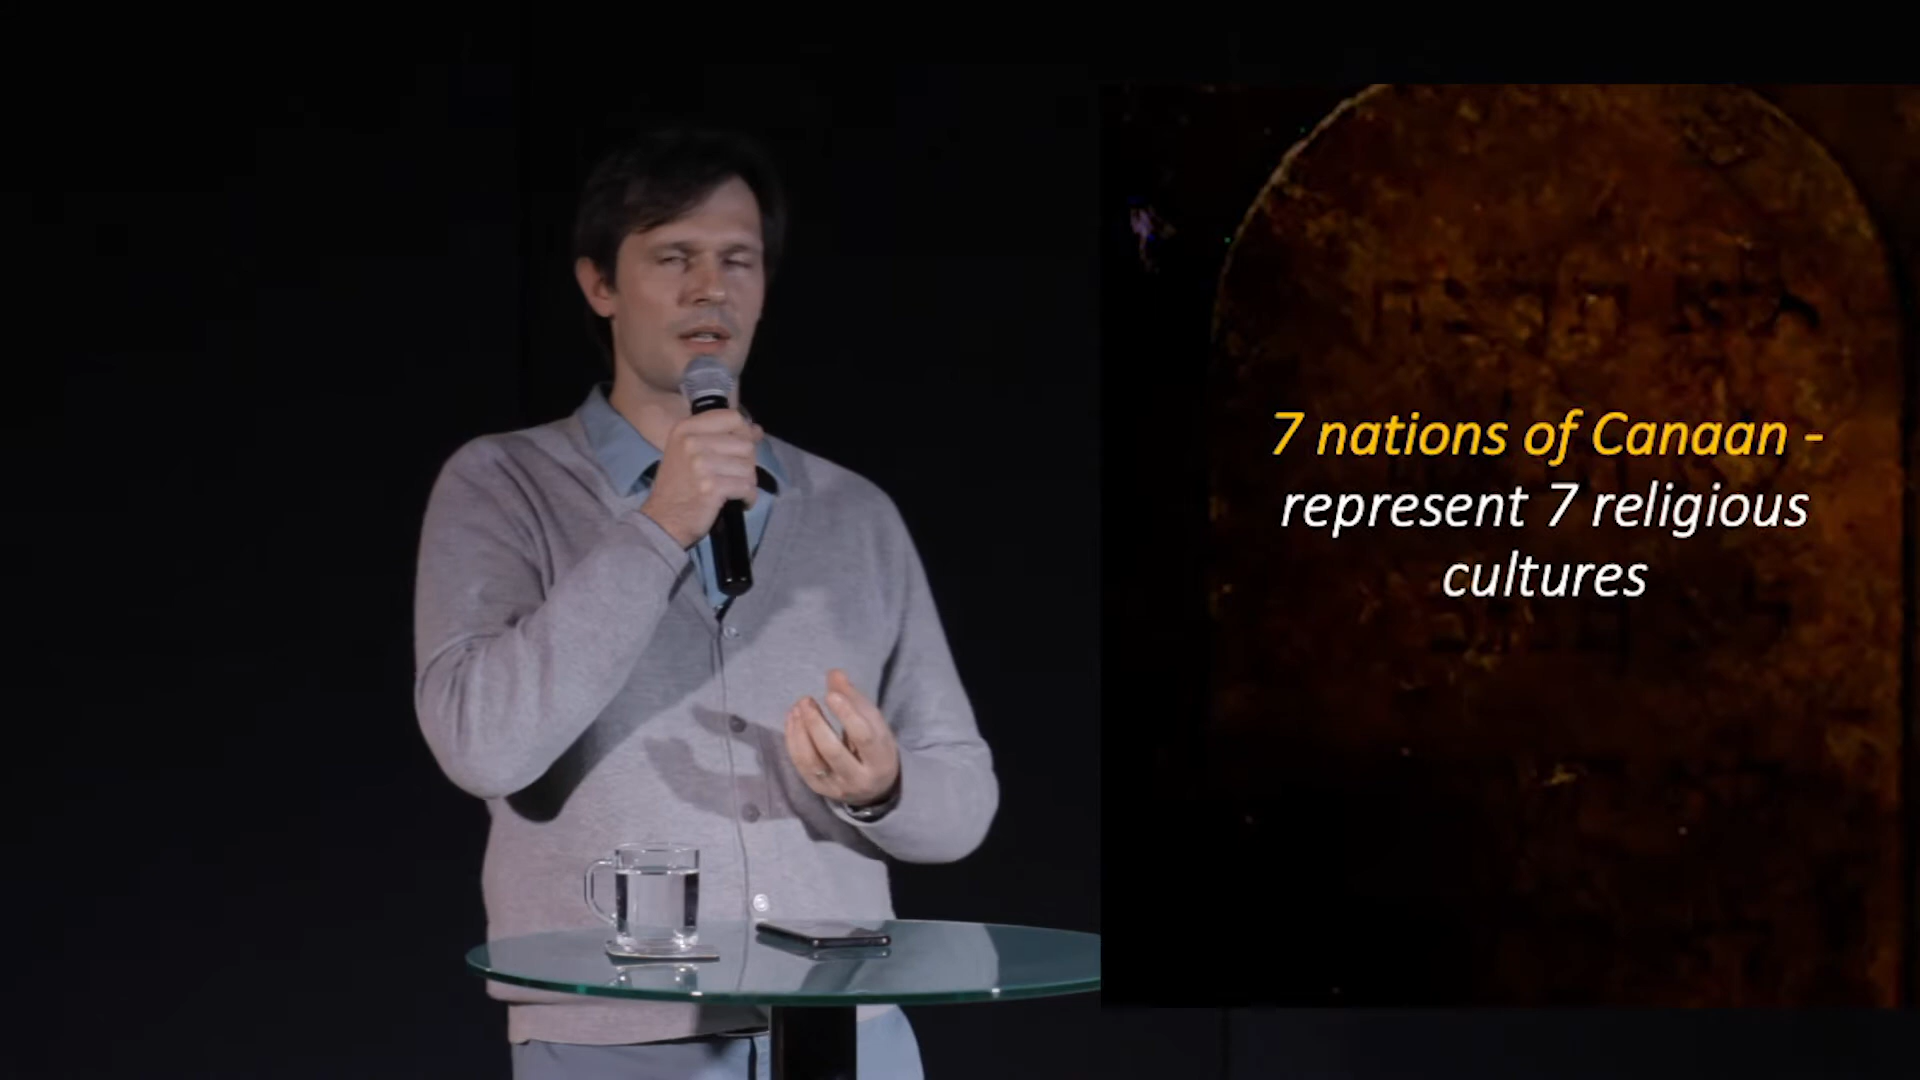 7 nations of Canaan -
represent 7 religious
cultures